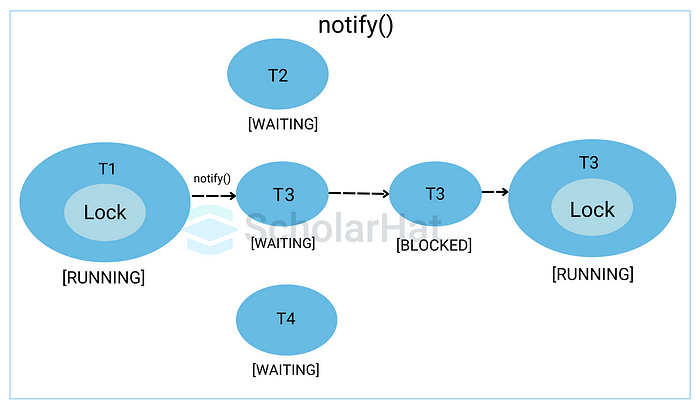 notify()
T2
[WAITING]
T1
Lock
[RUNNING]
notify()
T3
[WAITING]
T3
[BLOCKED]
T3
Lock
[RUNNING]
T4
[WAITING]
ScholarHat